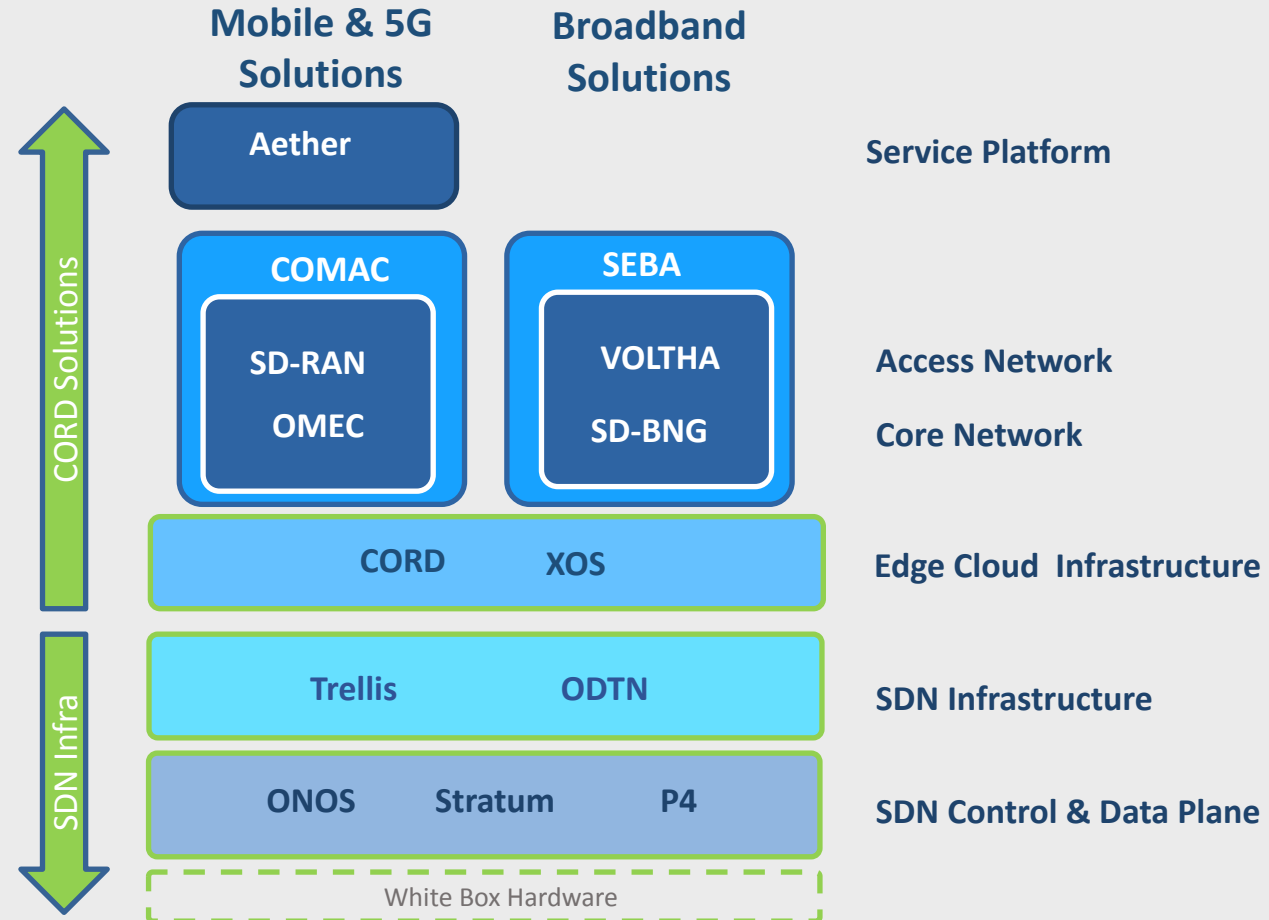 Mobile & 5G
Solutions
Broadband
Solutions
Aether
Service Platform
CORD Solutions
COMAC
SEBA
SD-RAN
VOLTHA
Access Network
OMEC
SD-BNG
Core Network
CORD
XOS
Edge Cloud Infrastructure
SDN Infra
Trellis
ODTN
SDN Infrastructure
ONOS
Stratum
P4
SDN Control & Data Plane
White Box Hardware